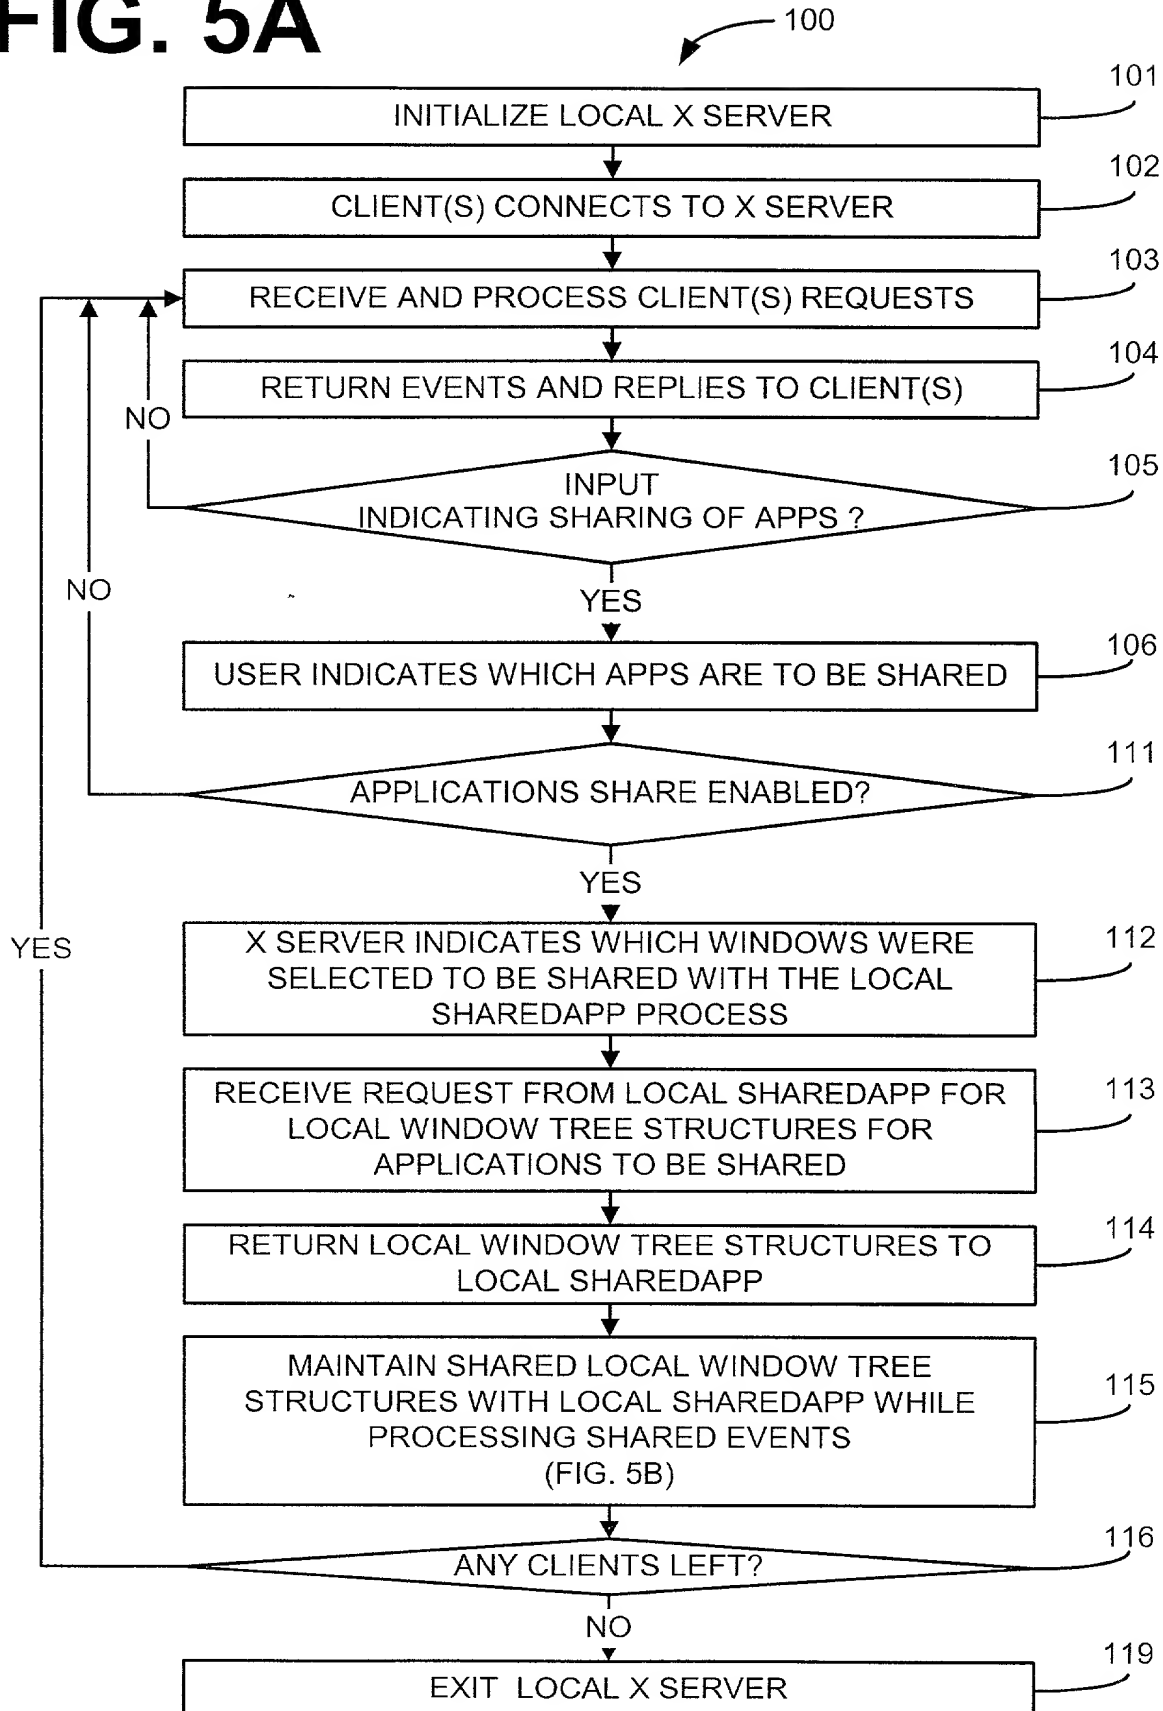 FIG. 5A
100
INITIALIZE LOCAL X SERVER
101
CLIENT(S) CONNECTS TO X SERVER
102
RECEIVE AND PROCESS CLIENT(S) REQUESTS
103
RETURN EVENTS AND REPLIES TO CLIENT(S)
104
NO
INPUT
INDICATING SHARING OF APPS ?
105
NO
YES
USER INDICATES WHICH APPS ARE TO BE SHARED
106
APPLICATIONS SHARE ENABLED?
111
YES
YES
X SERVER INDICATES WHICH WINDOWS WERE
SELECTED TO BE SHARED WITH THE LOCAL
SHAREDAPP PROCESS
112
RECEIVE REQUEST FROM LOCAL SHAREDAPP FOR
LOCAL WINDOW TREE STRUCTURES FOR
APPLICATIONS TO BE SHARED
113
RETURN LOCAL WINDOW TREE STRUCTURES TO
LOCAL SHAREDAPP
114
MAINTAIN SHARED LOCAL WINDOW TREE
STRUCTURES WITH LOCAL SHAREDAPP WHILE
PROCESSING SHARED EVENTS
(FIG. 5B)
115
ANY CLIENTS LEFT?
116
NO
EXIT LOCAL X SERVER
119